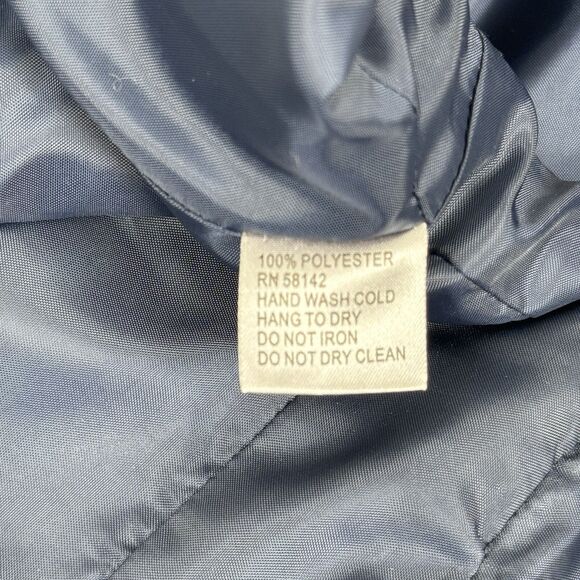 100% POLYESTER
RN 58142
HAND WASH COLD
HANG TO DRY
DO NOT IRON
DO NOT DRY CLEAN